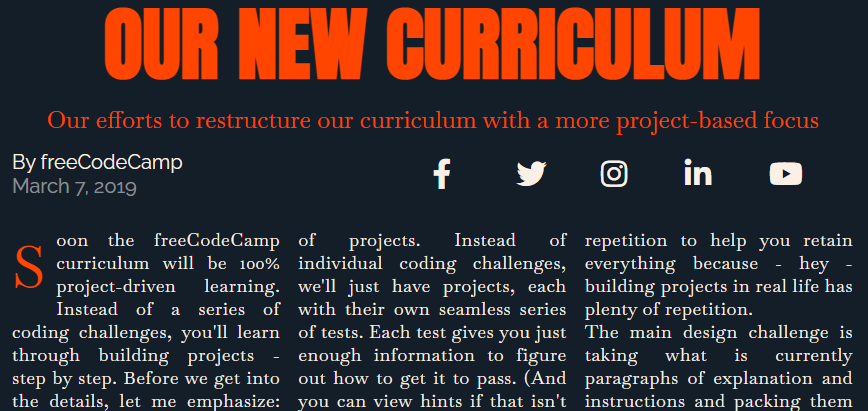 OUR NEW CURRICULUM
Our efforts to restructure our curriculum with a more project-based focus
By freeCodeCamp
March 7, 2019
Soon the freeCodeCamp
curriculum will be 100%
project-driven learning.
Instead of a series of
coding challenges, you'll learn
through building projects -
step by step. Before we get into
the details, let me emphasize:
of projects. Instead of
individual coding challenges,
we'll just have projects, each
with their own seamless series
of tests. Each test gives you just
enough information to figure
out how to get it to pass. (And
you can view hints if that isn't
repetition to help you retain
everything because - hey -
building projects in real life has
plenty of repetition.
The main design challenge is
taking what is currently
paragraphs of explanation and
instructions and packing them